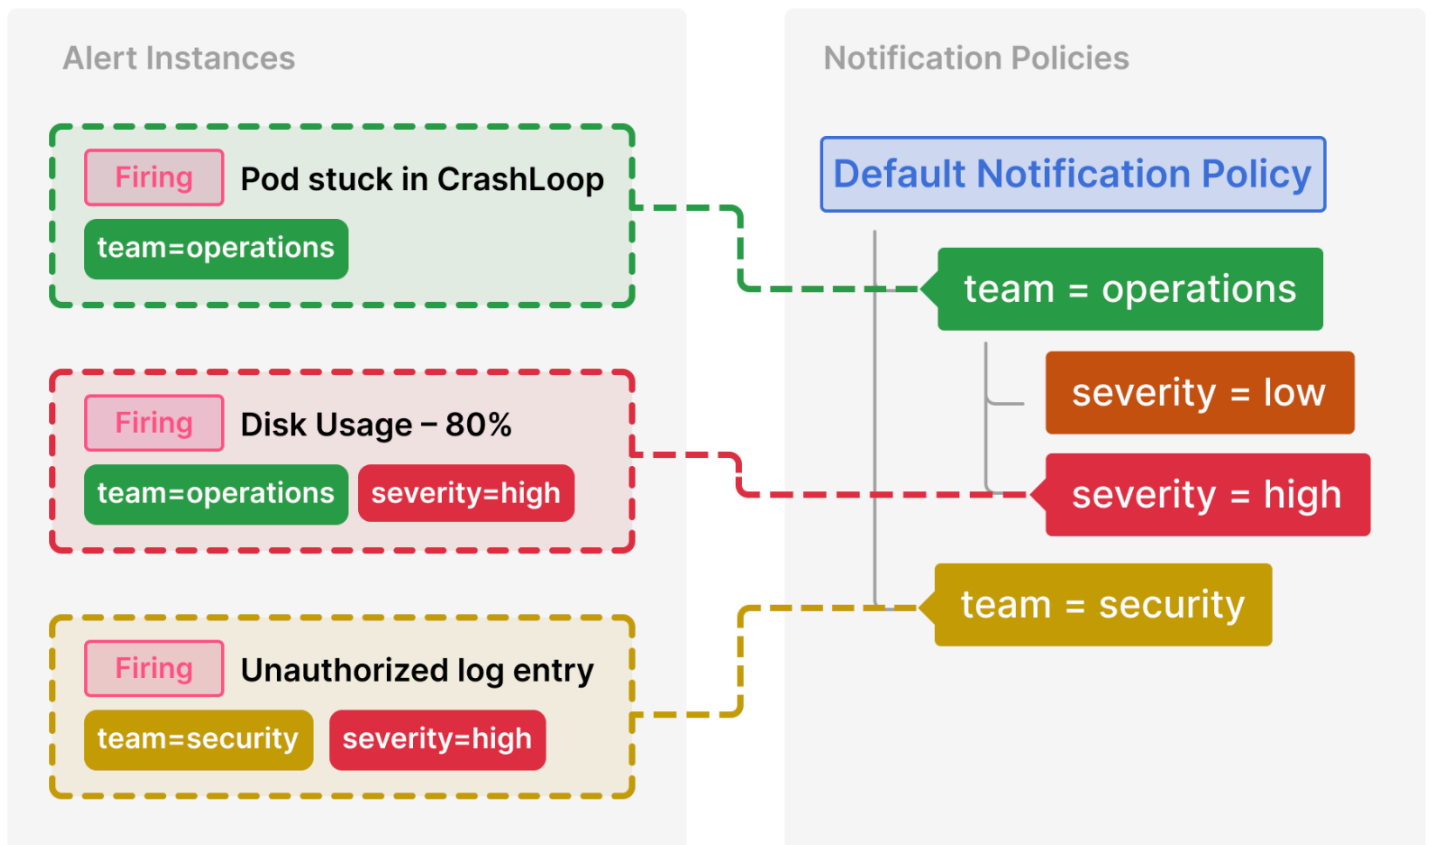 Alert Instances
Firing Pod stuck in CrashLoop
team=operations
Firing Disk Usage – 80%
team=operations severity=high
Firing Unauthorized log entry
team=security severity=high
Notification Policies
Default Notification Policy
team = operations
severity = low
severity = high
team = security